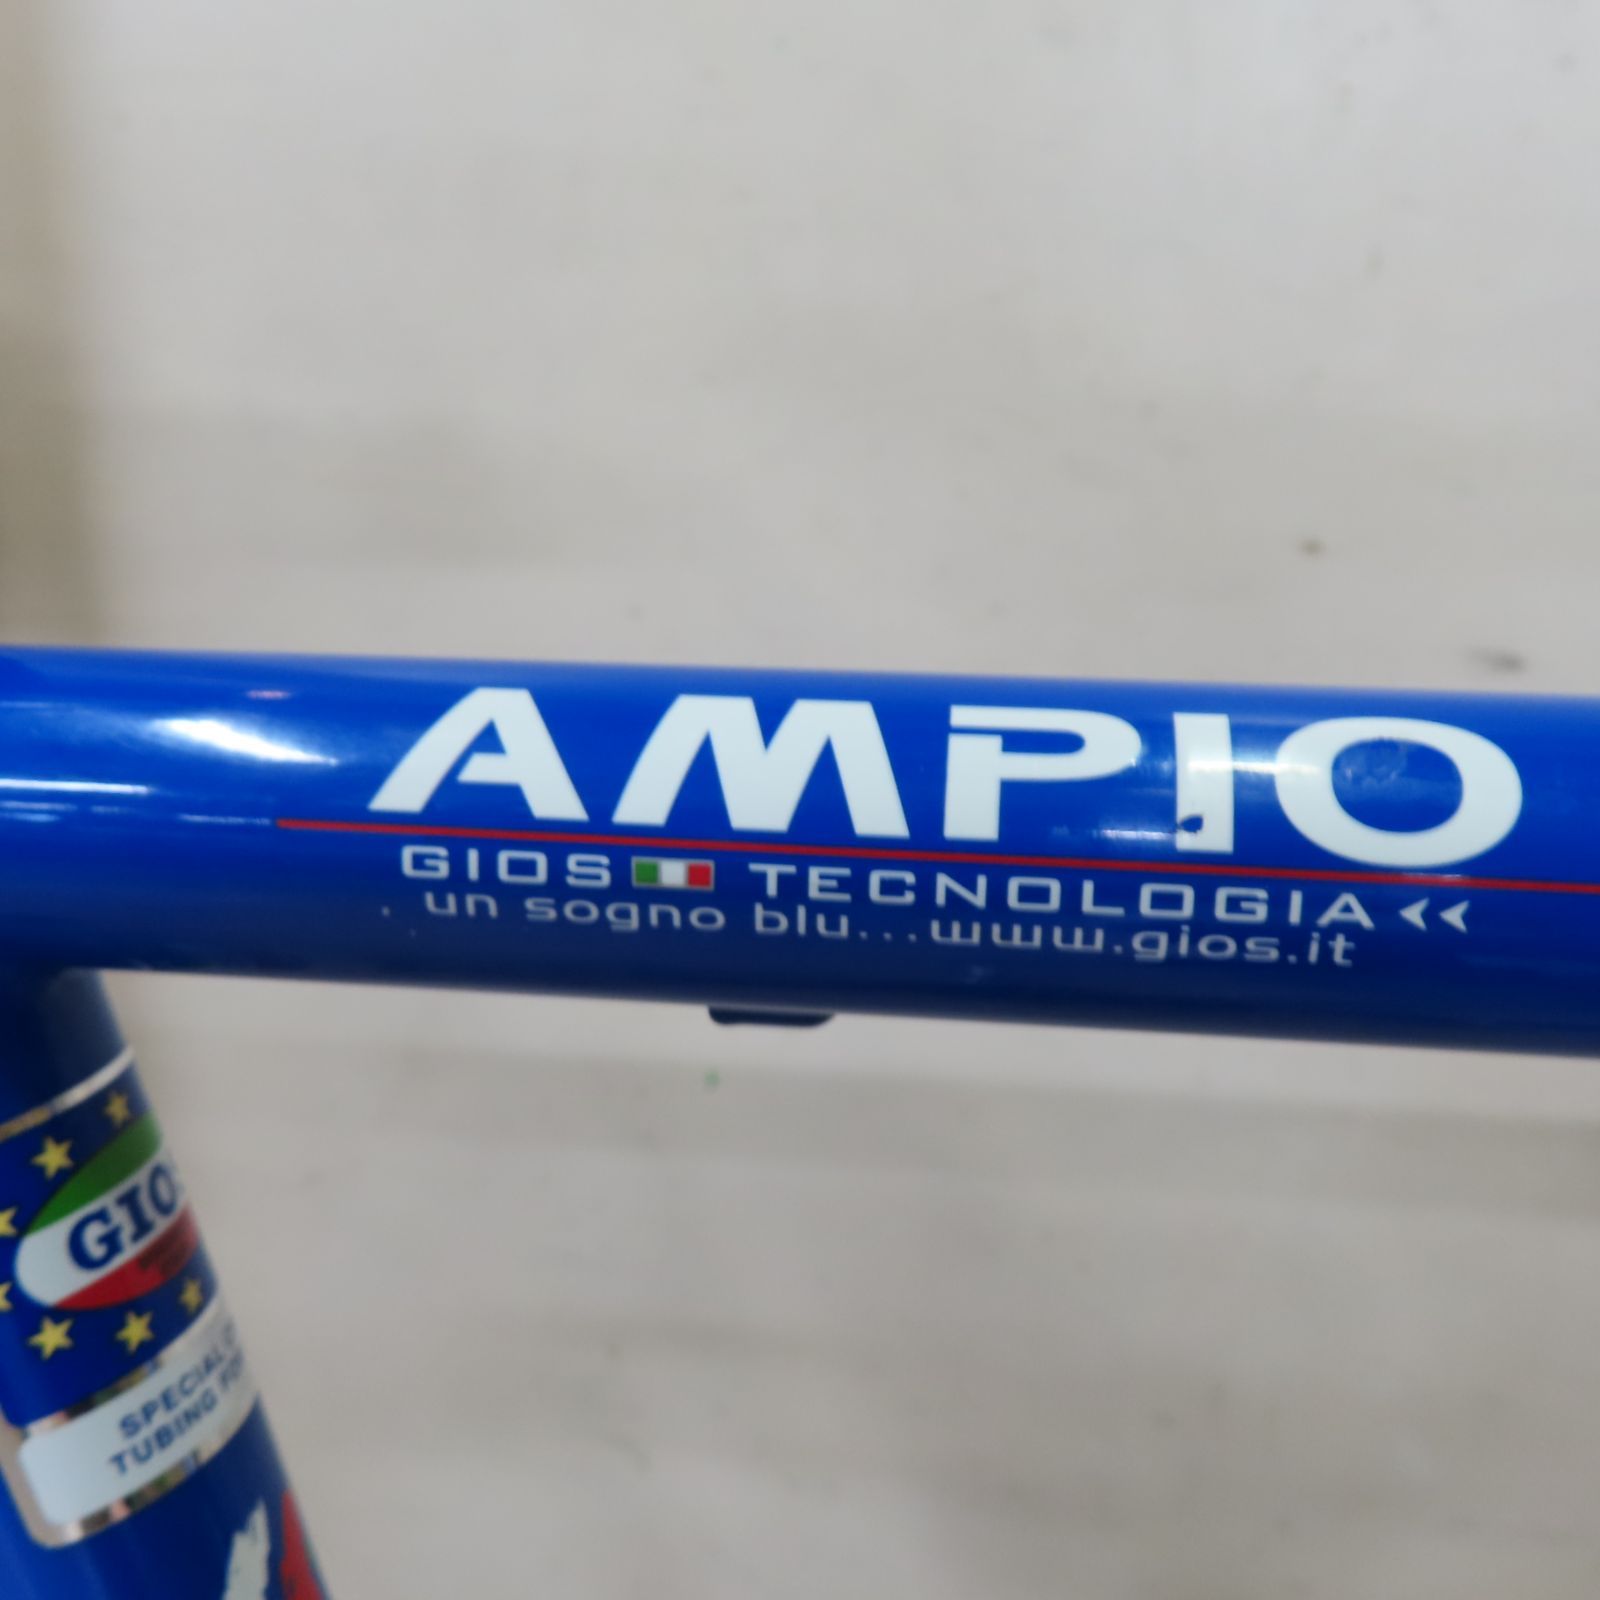 AMPIO
GIOS TECNOLOGIA
un sogno blu...www.gios.it
GIO
SPECIAL
TUBING